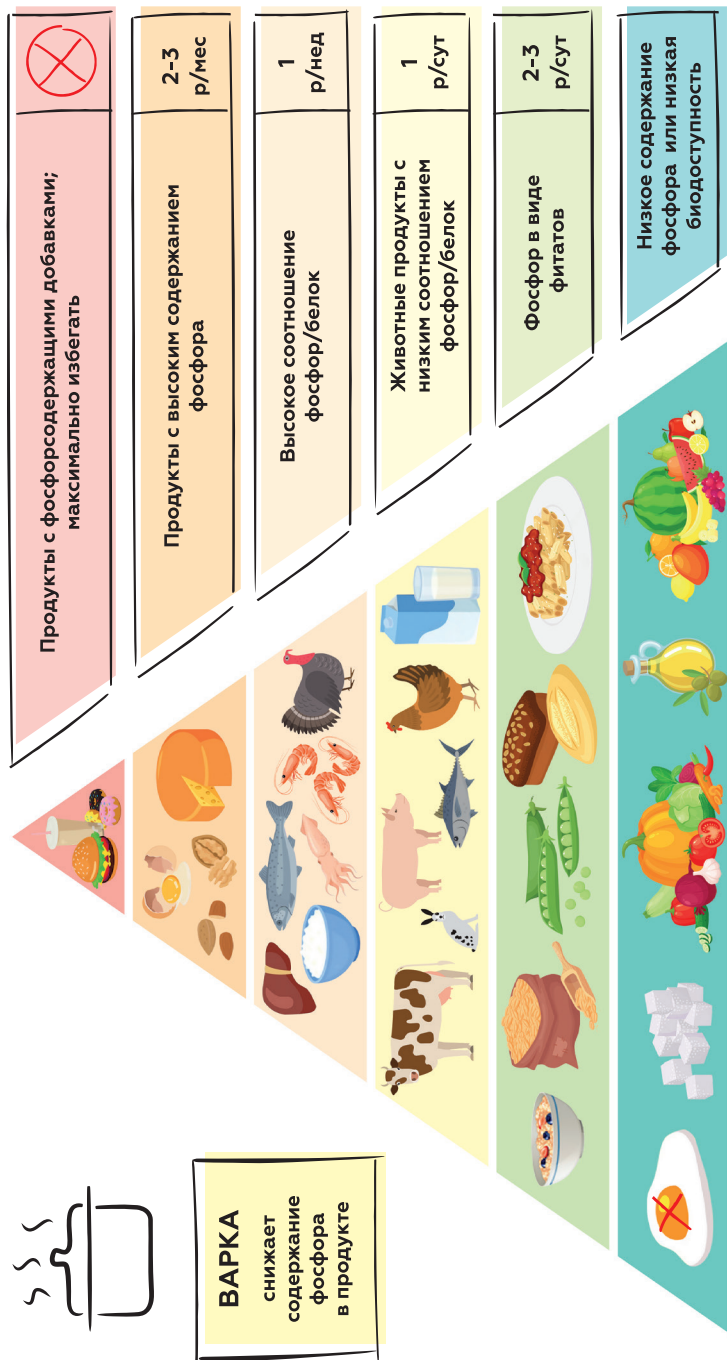 ВАРКА
снижает
содержание
фосфора
в продукте
Продукты с фосфорсодержащими добавками;
максимально избегать
Продукты с высоким содержанием
фосфора
2–3
р/мес
Высокое соотношение
фосфор/белок
1
р/нед
Животные продукты с
низким соотношением
фосфор/белок
1
р/сут
Фосфор в виде
фитатов
2–3
р/сут
Низкое содержание
фосфора или низкая
биодоступность